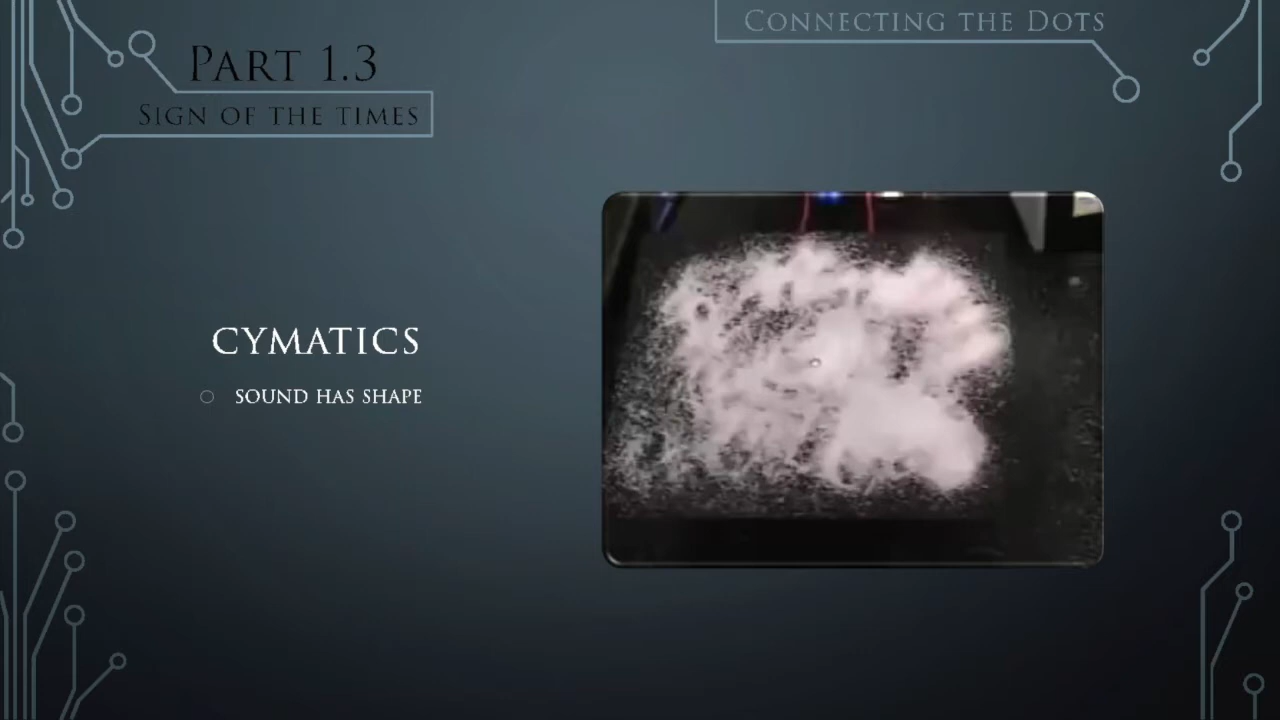 Connecting the Dots
Part 1.3
Sign of the times
CYMATICS
SOUND HAS SHAPE